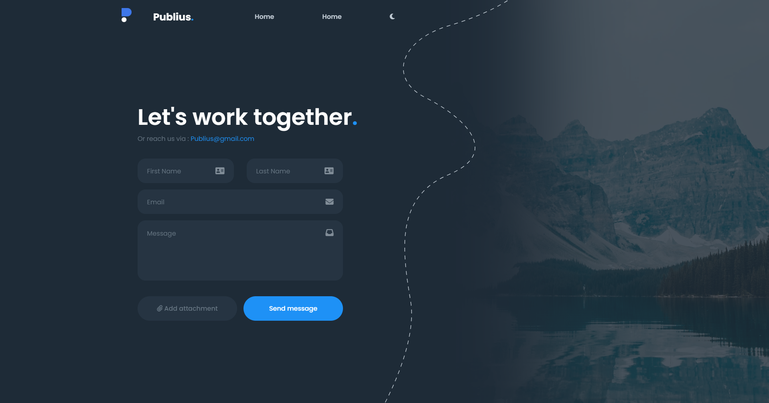 Publius.
Home
Home
Let's work together.
Or reach us via : Publius@gmail.com
First Name
Last Name
Email
Message
Add attachment
Send message